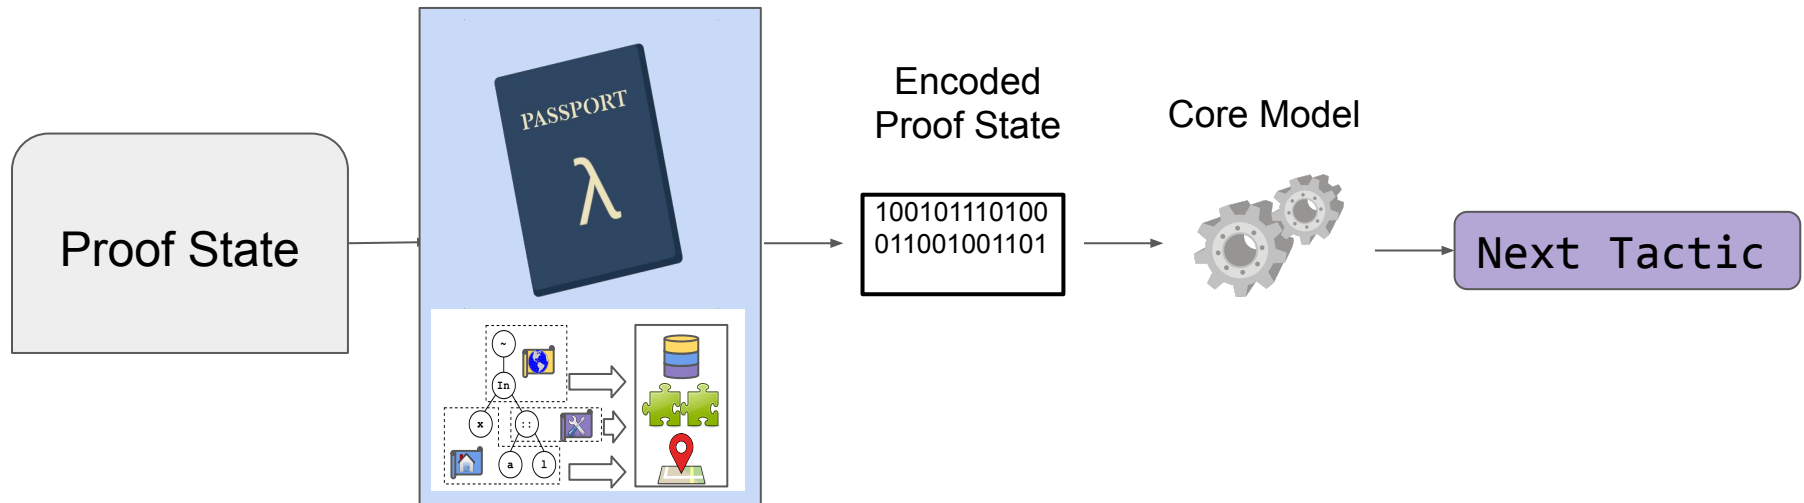 Proof State
PASSPORT
λ
~
In
x
::
a
l
Encoded
Proof State
100101110100
011001001101
Core Model
Next Tactic